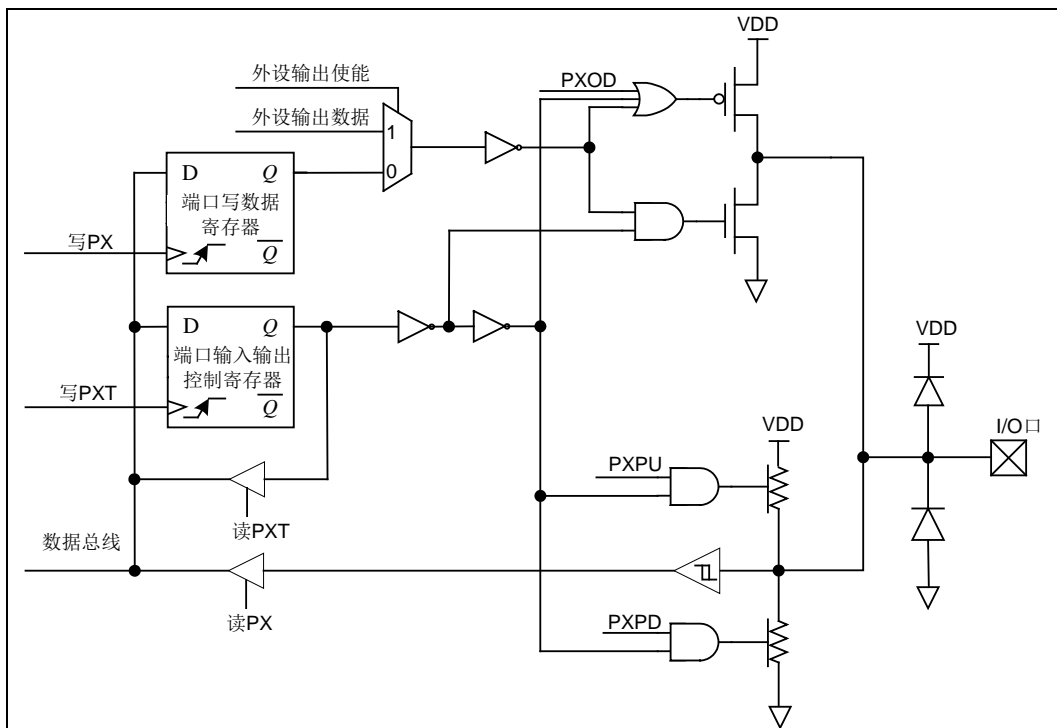 VDD
外设输出使能
PXOD
外设输出数据
1
0
D Q
端口写数据
寄存器
写PX
Q
D Q
端口输入输出
控制寄存器
写PXT
Q
VDD
I/O口
VDD
PXPU
读PXT
数据总线
读PX
PXPD